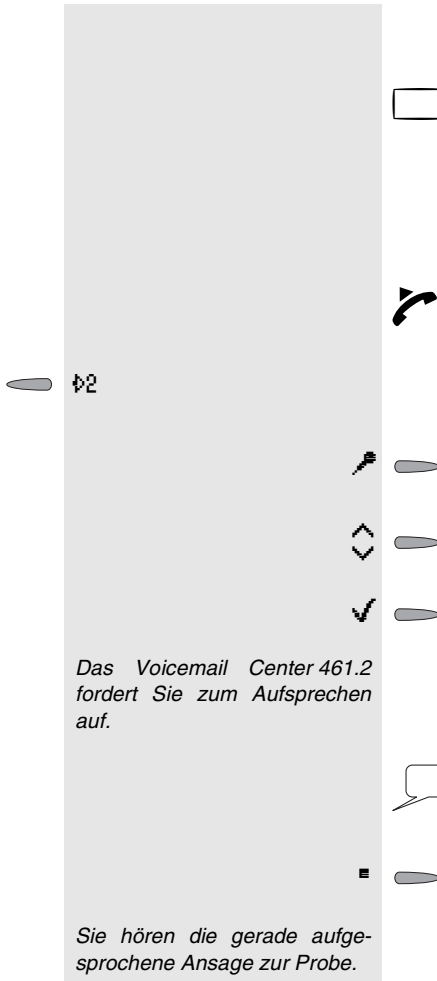 2
Das Voicemail Center 461.2
fordert Sie zum Aufsprechen
auf.
Sie hören die gerade aufge-
sprochene Ansage zur Probe.